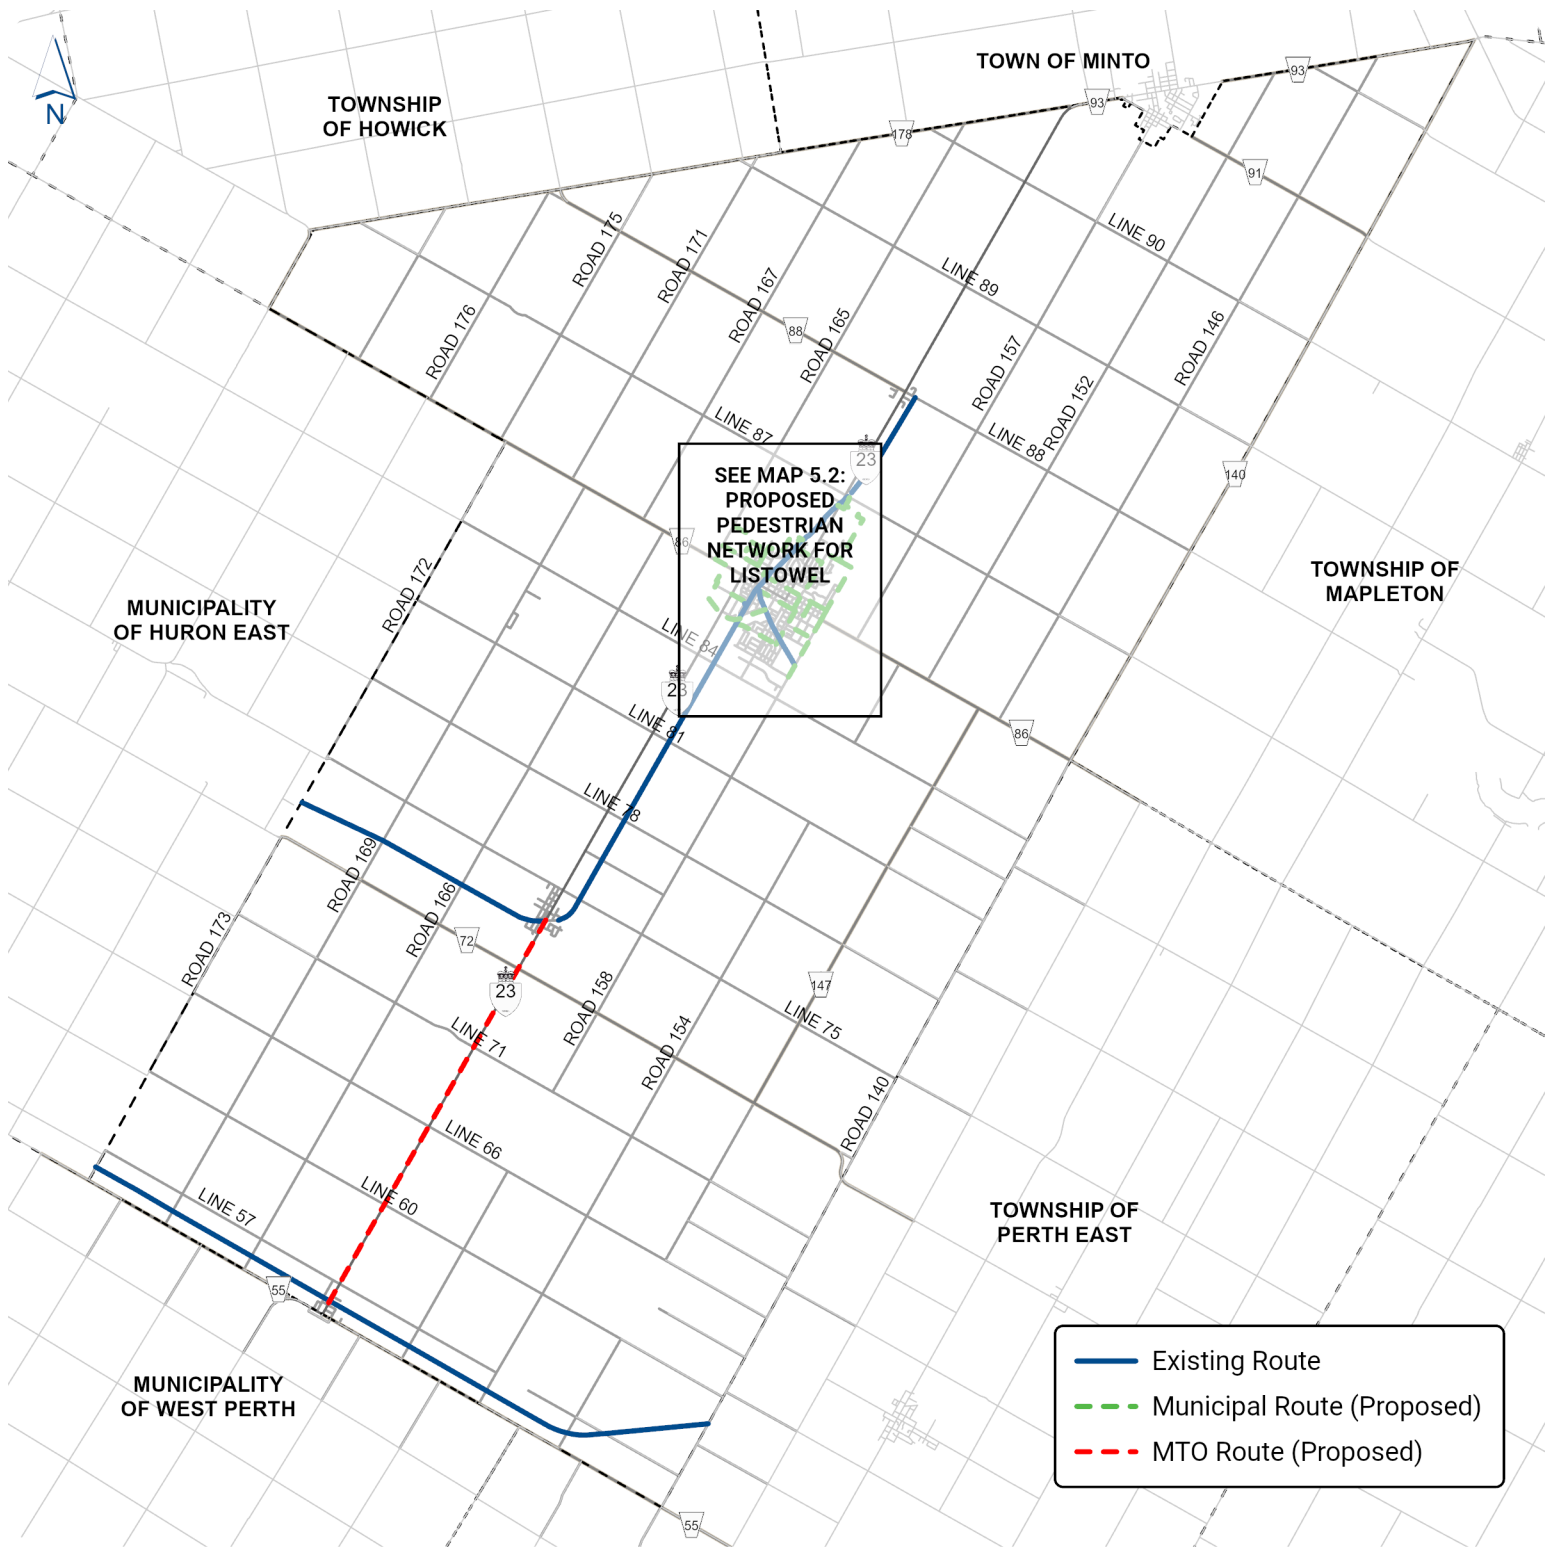 TOWN OF MINTO
93
93
TOWNSHIP
OF HOWICK
N
178
91
ROAD 175
ROAD 171
LINE 90
LINE 89
ROAD 167
ROAD 176
88
ROAD 165
ROAD 157
ROAD 146
ROAD 152
LINE 87
LINE 88
23
140
SEE MAP 5.2:
PROPOSED
PEDESTRIAN
NETWORK FOR
LISTOWEL
86
ROAD 172
TOWNSHIP OF
MAPLETON
MUNICIPALITY
OF HURON EAST
LINE 84
23
LINE 81
86
LINE 78
ROAD 169
ROAD 166
ROAD 173
72
23
147
ROAD 158
LINE 75
LINE 71
ROAD 154
ROAD 140
LINE 66
LINE 60
LINE 57
TOWNSHIP OF
PERTH EAST
55
MUNICIPALITY
OF WEST PERTH
55
Existing Route
Municipal Route (Proposed)
MTO Route (Proposed)